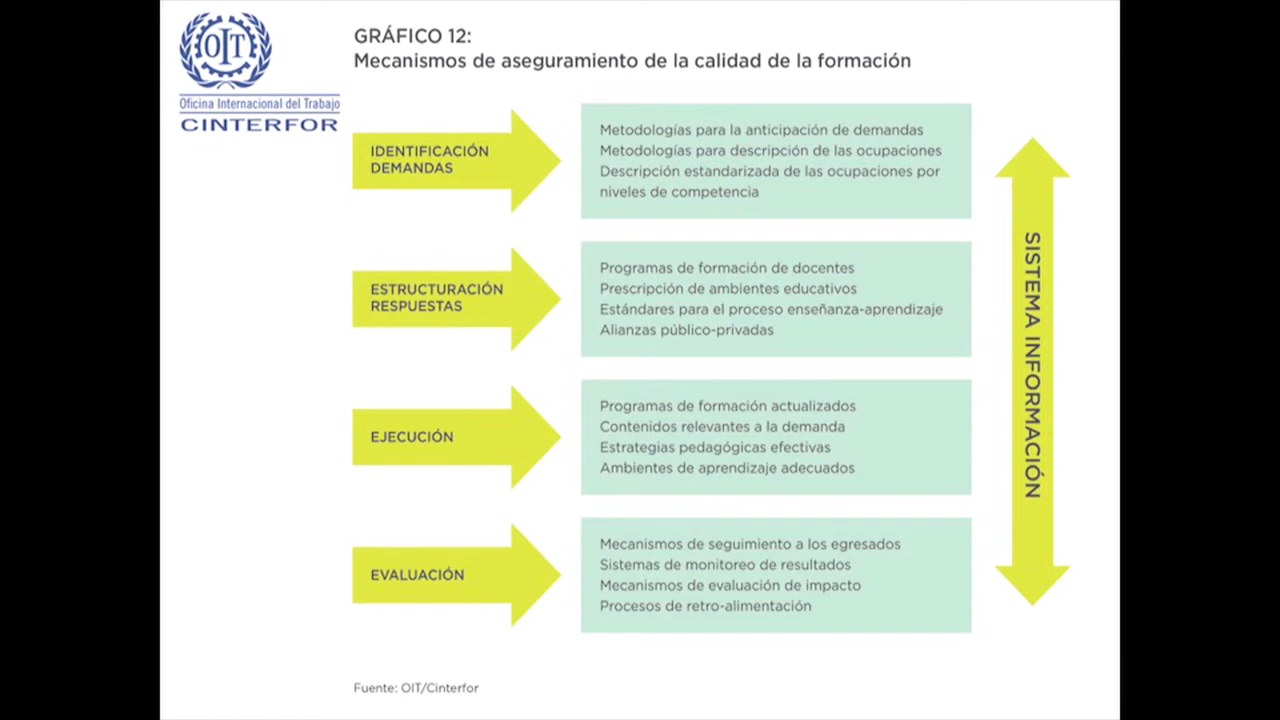 OIT
Oficina Internacional del Trabajo
CINTERFOR
GRÁFICO 12:
Mecanismos de aseguramiento de la calidad de la formación
IDENTIFICACIÓN
DEMANDAS
Metodologías para la anticipación de demandas
Metodologías para descripción de las ocupaciones
Descripción estandarizada de las ocupaciones por
niveles de competencia
ESTRUCTURACIÓN
RESPUESTAS
Programas de formación de docentes
Prescripción de ambientes educativos
Estándares para el proceso enseñanza-aprendizaje
Alianzas público-privadas
EJECUCIÓN
Programas de formación actualizados
Contenidos relevantes a la demanda
Estrategias pedagógicas efectivas
Ambientes de aprendizaje adecuados
EVALUACIÓN
Mecanismos de seguimiento a los egresados
Sistemas de monitoreo de resultados
Mecanismos de evaluación de impacto
Procesos de retro-alimentación
SISTEMA INFORMACIÓN
Fuente: OIT/Cinterfor